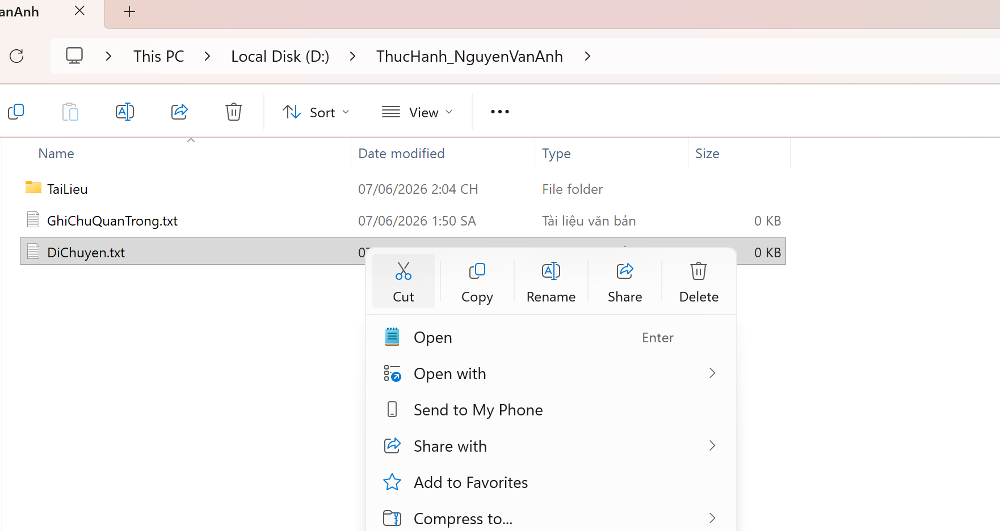 anAnh
This PC
Local Disk (D:)
ThucHanh_NguyenVanAnh
Sort
View
Name
Date modified
Type
Size
TaiLieu
07/06/2026 2:04 CH
File folder
GhiChuQuanTrong.txt
07/06/2026 1:50 SA
Tài liệu văn bản
0 KB
DiChuyen.txt
0 KB
Cut
Copy
Rename
Share
Delete
Open
Enter
Open with
Send to My Phone
Share with
Add to Favorites
Compress to...